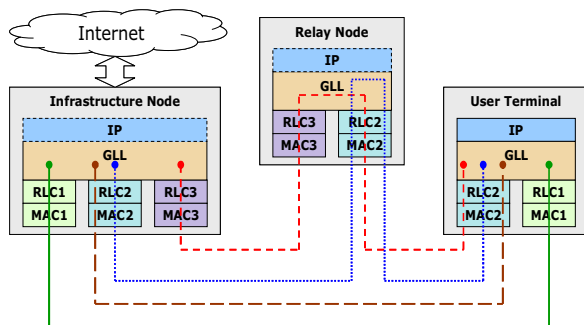 Internet
Relay Node
IP
GLL
RLC3 RLC2
MAC3 MAC2
Infrastructure Node
IP
GLL
RLC1 RLC2 RLC3
MAC1 MAC2 MAC3
User Terminal
IP
GLL
RLC2 RLC1
MAC2 MAC1